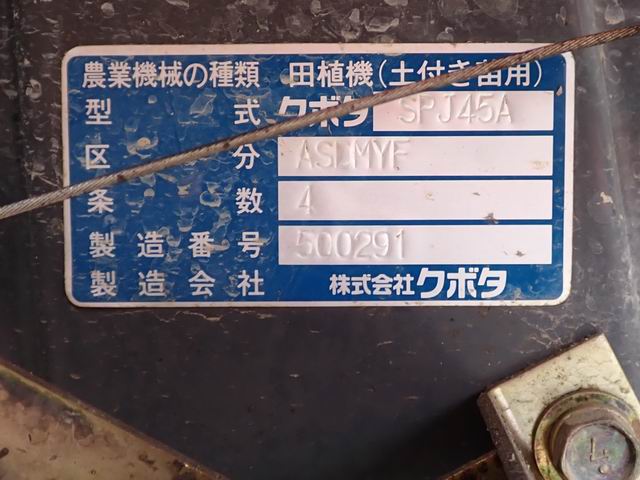 農業機械の種類 田植機(土付き苗用)
型式 クボタ SPJ45A
区分 ASLMYF
条数 4
製造番号 500291
製造会社 株式会社クボタ
4